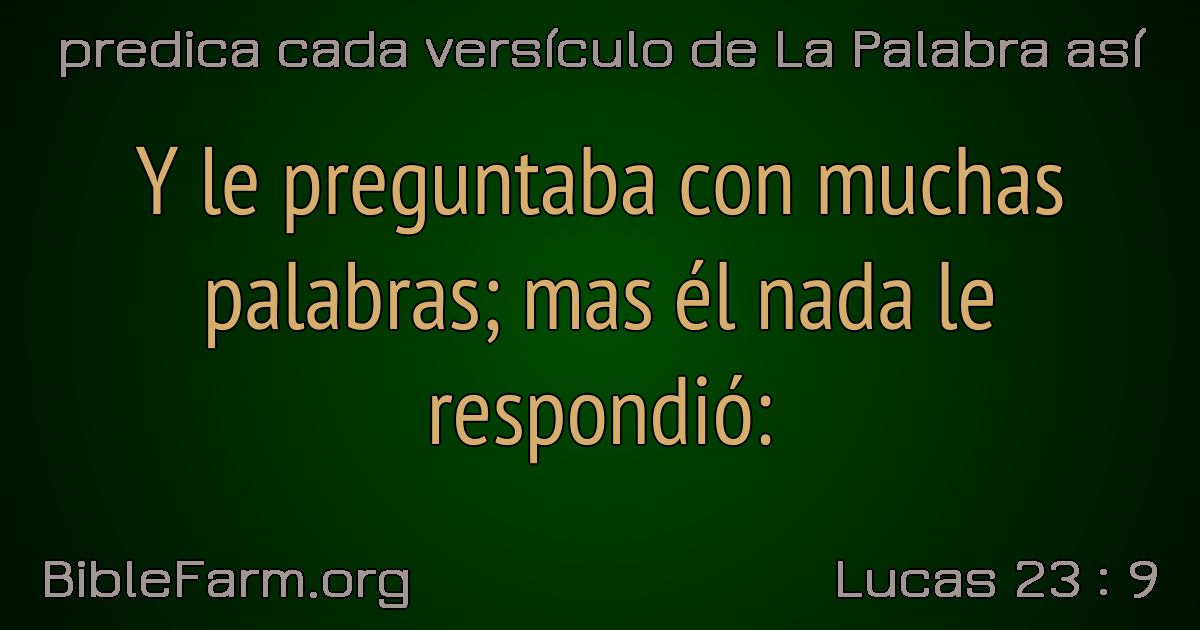 predica cada versículo de La Palabra así
Y le preguntaba con muchas
palabras; mas él nada le
respondió:
BibleFarm.org
Lucas 23 : 9